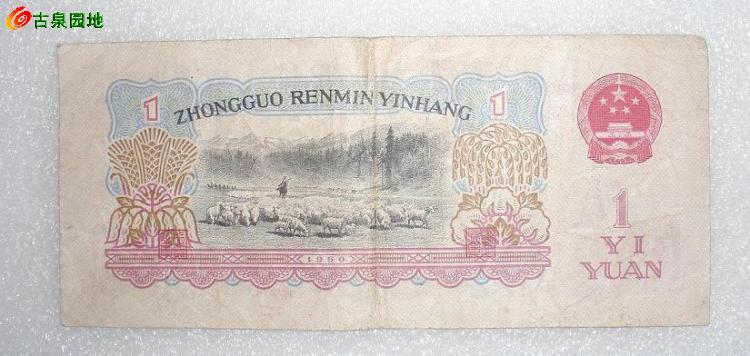 古泉园地
ZHONGGUO RENMIN YINHANG
1
1
1960
1
YI
YUAN